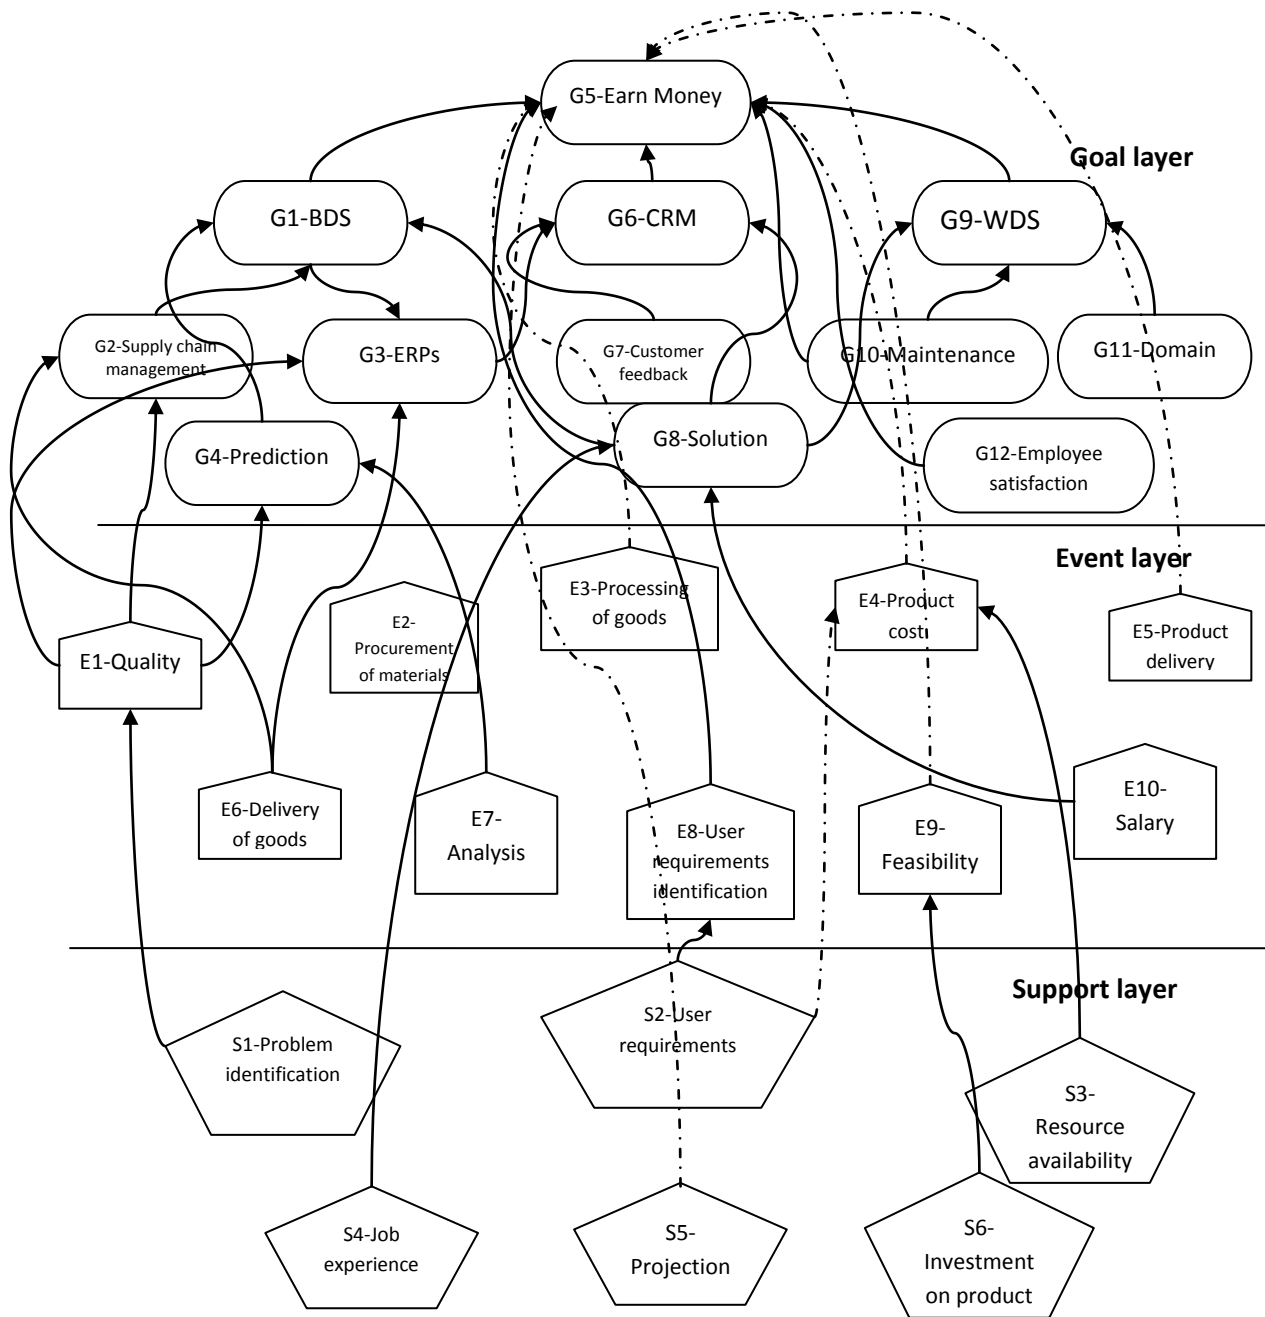 G5-Earn Money
Goal layer
G1-BDS
G6-CRM
G9-WDS
G2-Supply chain
management
G3-ERPs
G7-Customer
feedback
G10-Maintenance
G11-Domain
G4-Prediction
G8-Solution
G12-Employee
satisfaction
Event layer
E1-Quality
E2-
Procurement
of materials
E3-Processing
of goods
E4-Product
cost
E5-Product
delivery
E6-Delivery
of goods
E7-
Analysis
E8-User
requirements
identification
E9-
Feasibility
E10-
Salary
Support layer
S1-Problem
identification
S2-User
requirements
S3-
Resource
availability
S4-Job
experience
S5-
Projection
S6-
Investment
on product